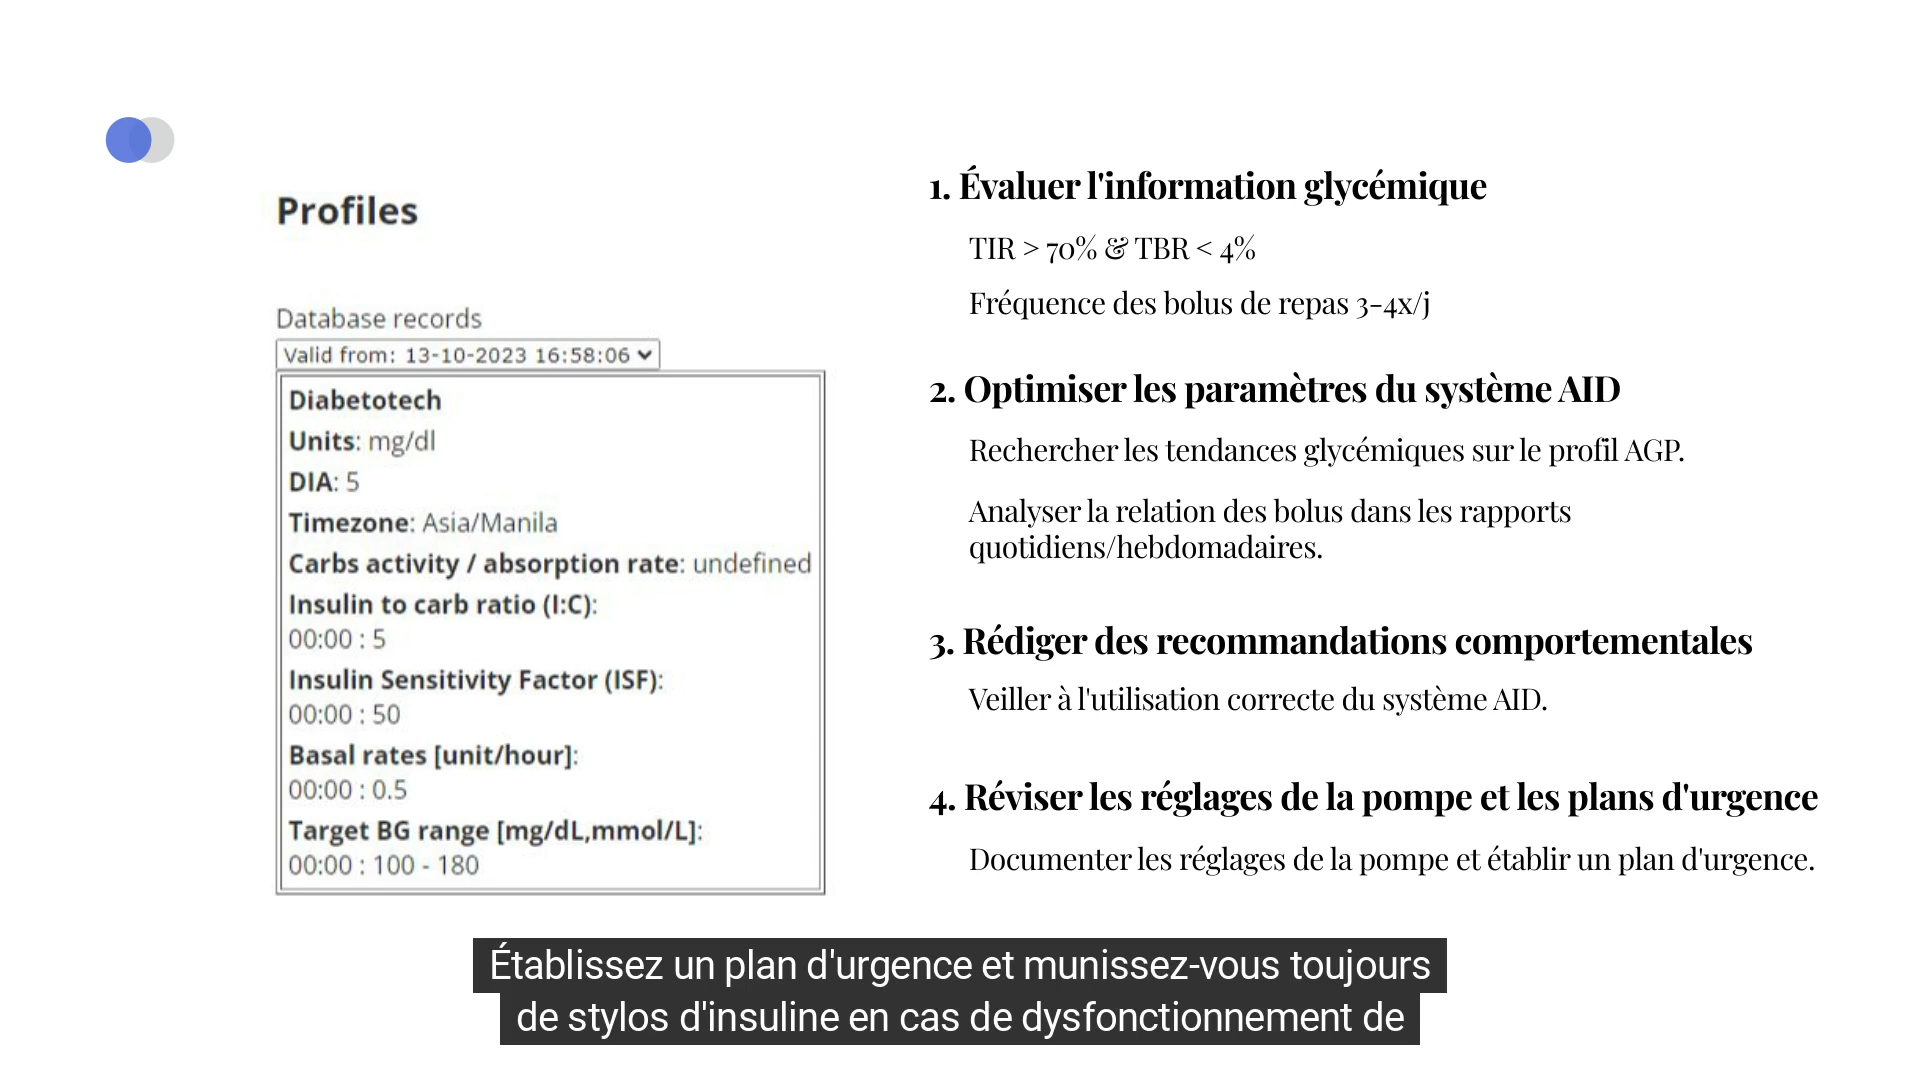 Profiles
Database records
Valid from: 13-10-2023 16:58:06
Diabetotech
Units: mg/dl
DIA: 5
Timezone: Asia/Manila
Carbs activity / absorption rate: undefined
Insulin to carb ratio (I:C):
00:00 : 5
Insulin Sensitivity Factor (ISF):
00:00 : 50
Basal rates [unit/hour]:
00:00 : 0.5
Target BG range [mg/dL,mmol/L]:
00:00 : 100 - 180
1. Évaluer l'information glycémique
TIR > 70% & TBR < 4%
Fréquence des bolus de repas 3-4x/j
2. Optimiser les paramètres du système AID
Rechercher les tendances glycémiques sur le profil AGP.
Analyser la relation des bolus dans les rapports
quotidiens/hebdomadaires.
3. Rédiger des recommandations comportementales
Veiller à l'utilisation correcte du système AID.
4. Réviser les réglages de la pompe et les plans d'urgence
Documenter les réglages de la pompe et établir un plan d'urgence.
Établissez un plan d'urgence et munissez-vous toujours
de stylos d'insuline en cas de dysfonctionnement de